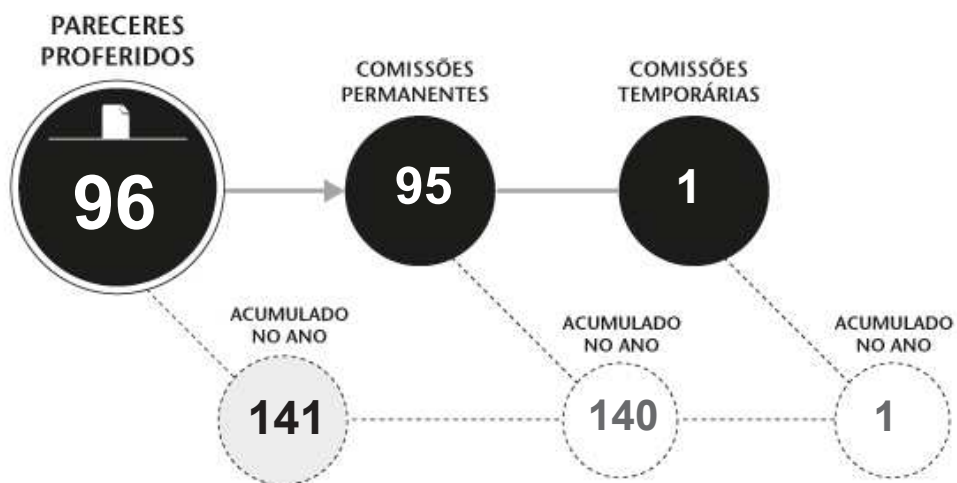 PARECERES
PROFERIDOS
96
COMISSÕES
PERMANENTES
95
COMISSÕES
TEMPORÁRIAS
1
ACUMULADO
NO ANO
141
ACUMULADO
NO ANO
140
ACUMULADO
NO ANO
1